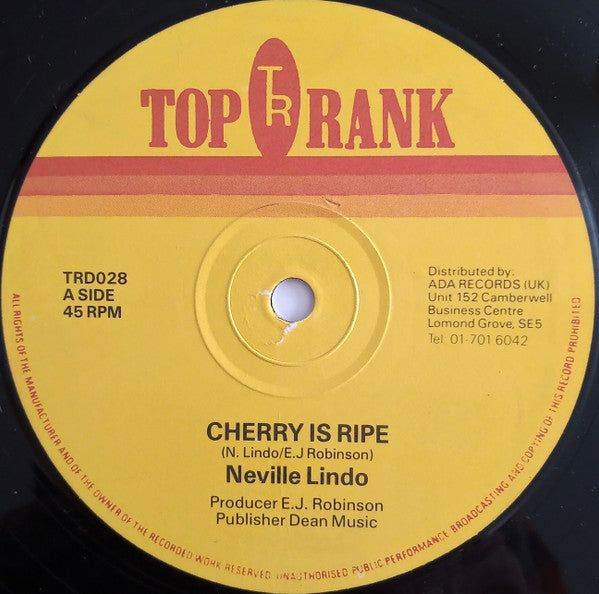 TOP TR RANK
TRD028
A SIDE
45 RPM
Distributed by:
ADA RECORDS (UK)
Unit 152 Camberwell
Business Centre
Lomond Grove, SE5
Tel: 01-701 6042
CHERRY IS RIPE
(N. Lindo/E.J Robinson)
Neville Lindo
Producer E.J. Robinson
Publisher Dean Music
ALL RIGHTS OF THE MANUFACTURER AND OF THE OWNER OF THE RECORDED WORK RESERVED. UNAUTHORISED PUBLIC PERFORMANCE BROADCASTING AND COPYING OF THIS RECORD PROHIBITED